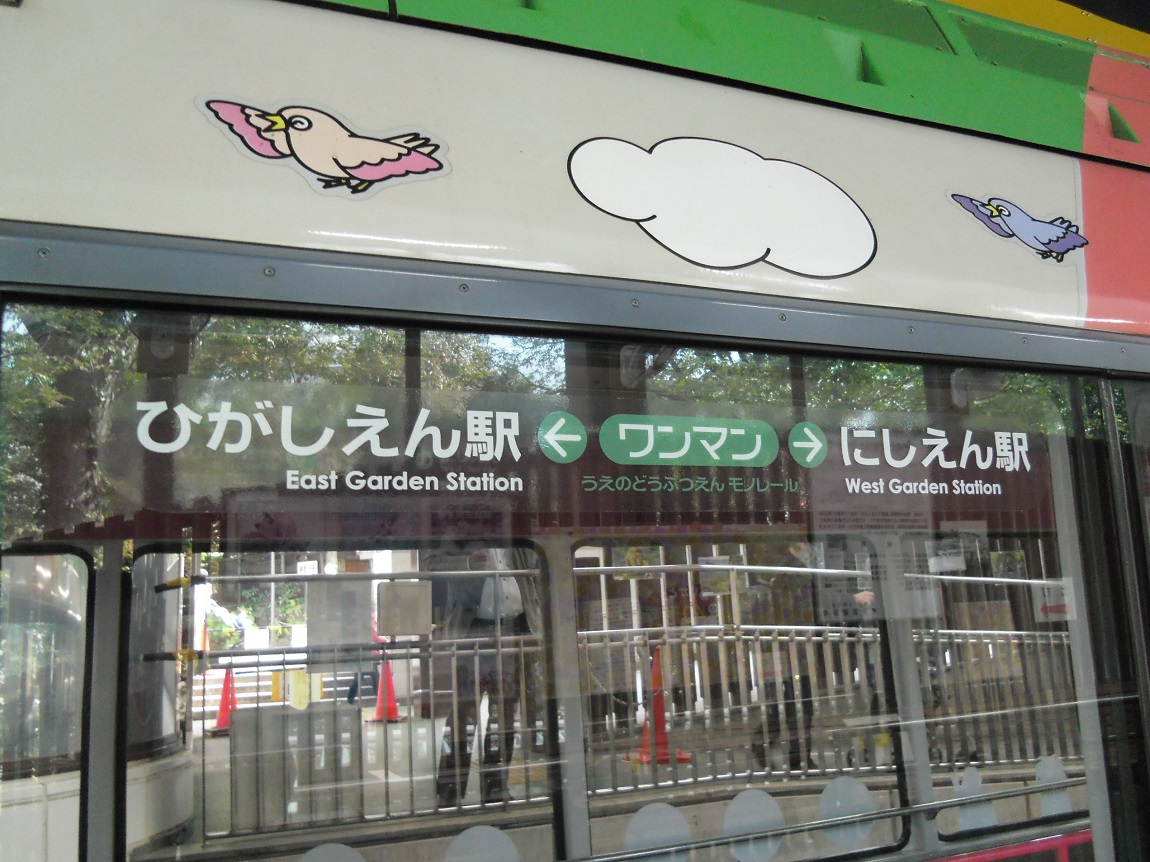 ひがしえん駅 ← ワンマン → にしえん駅
East Garden Station うえのどうぶつえん モノレール West Garden Station